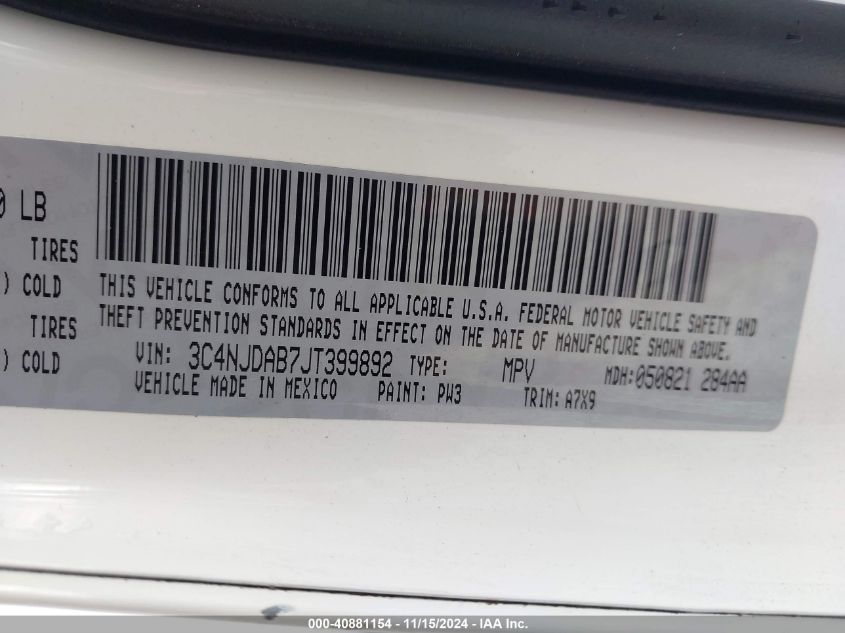 0 LB
TIRES
) COLD
TIRES
) COLD
THIS VEHICLE CONFORMS TO ALL APPLICABLE U.S.A. FEDERAL MOTOR VEHICLE SAFETY AND
THEFT PREVENTION STANDARDS IN EFFECT ON THE DATE OF MANUFACTURE SHOWN ABOVE.
VIN: 3C4NJDAB7JT399892 TYPE: MPV MDH:050821 284AA
VEHICLE MADE IN MEXICO PAINT: PW3 TRIM: A7X9
000-40881154 - 11/15/2024 - IAA Inc.